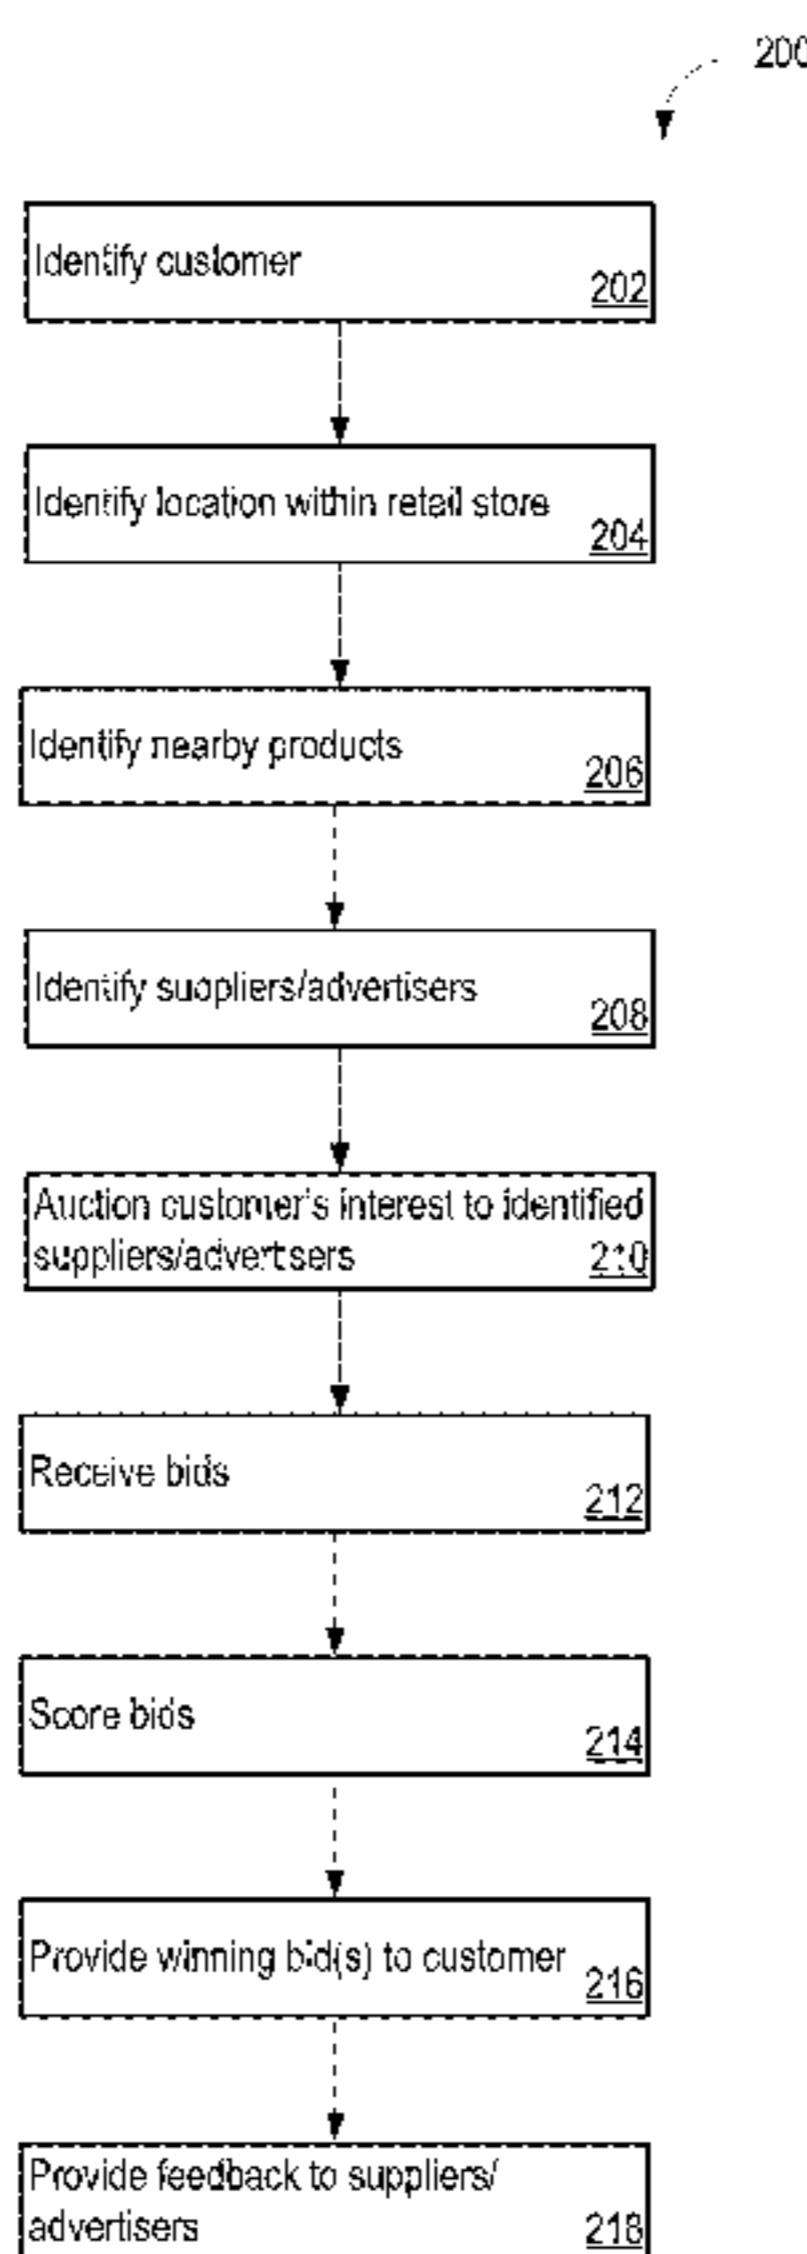 200
Identify customer
202
Identify location within retail store
204
Identify nearby products
206
Identify suppliers/advertisers
208
Auction customer's interest to identified
suppliers/advertisers 210
Receive bids
212
Score bids
214
Provide winning bid(s) to customer
216
Provide feedback to suppliers/
advertisers 218